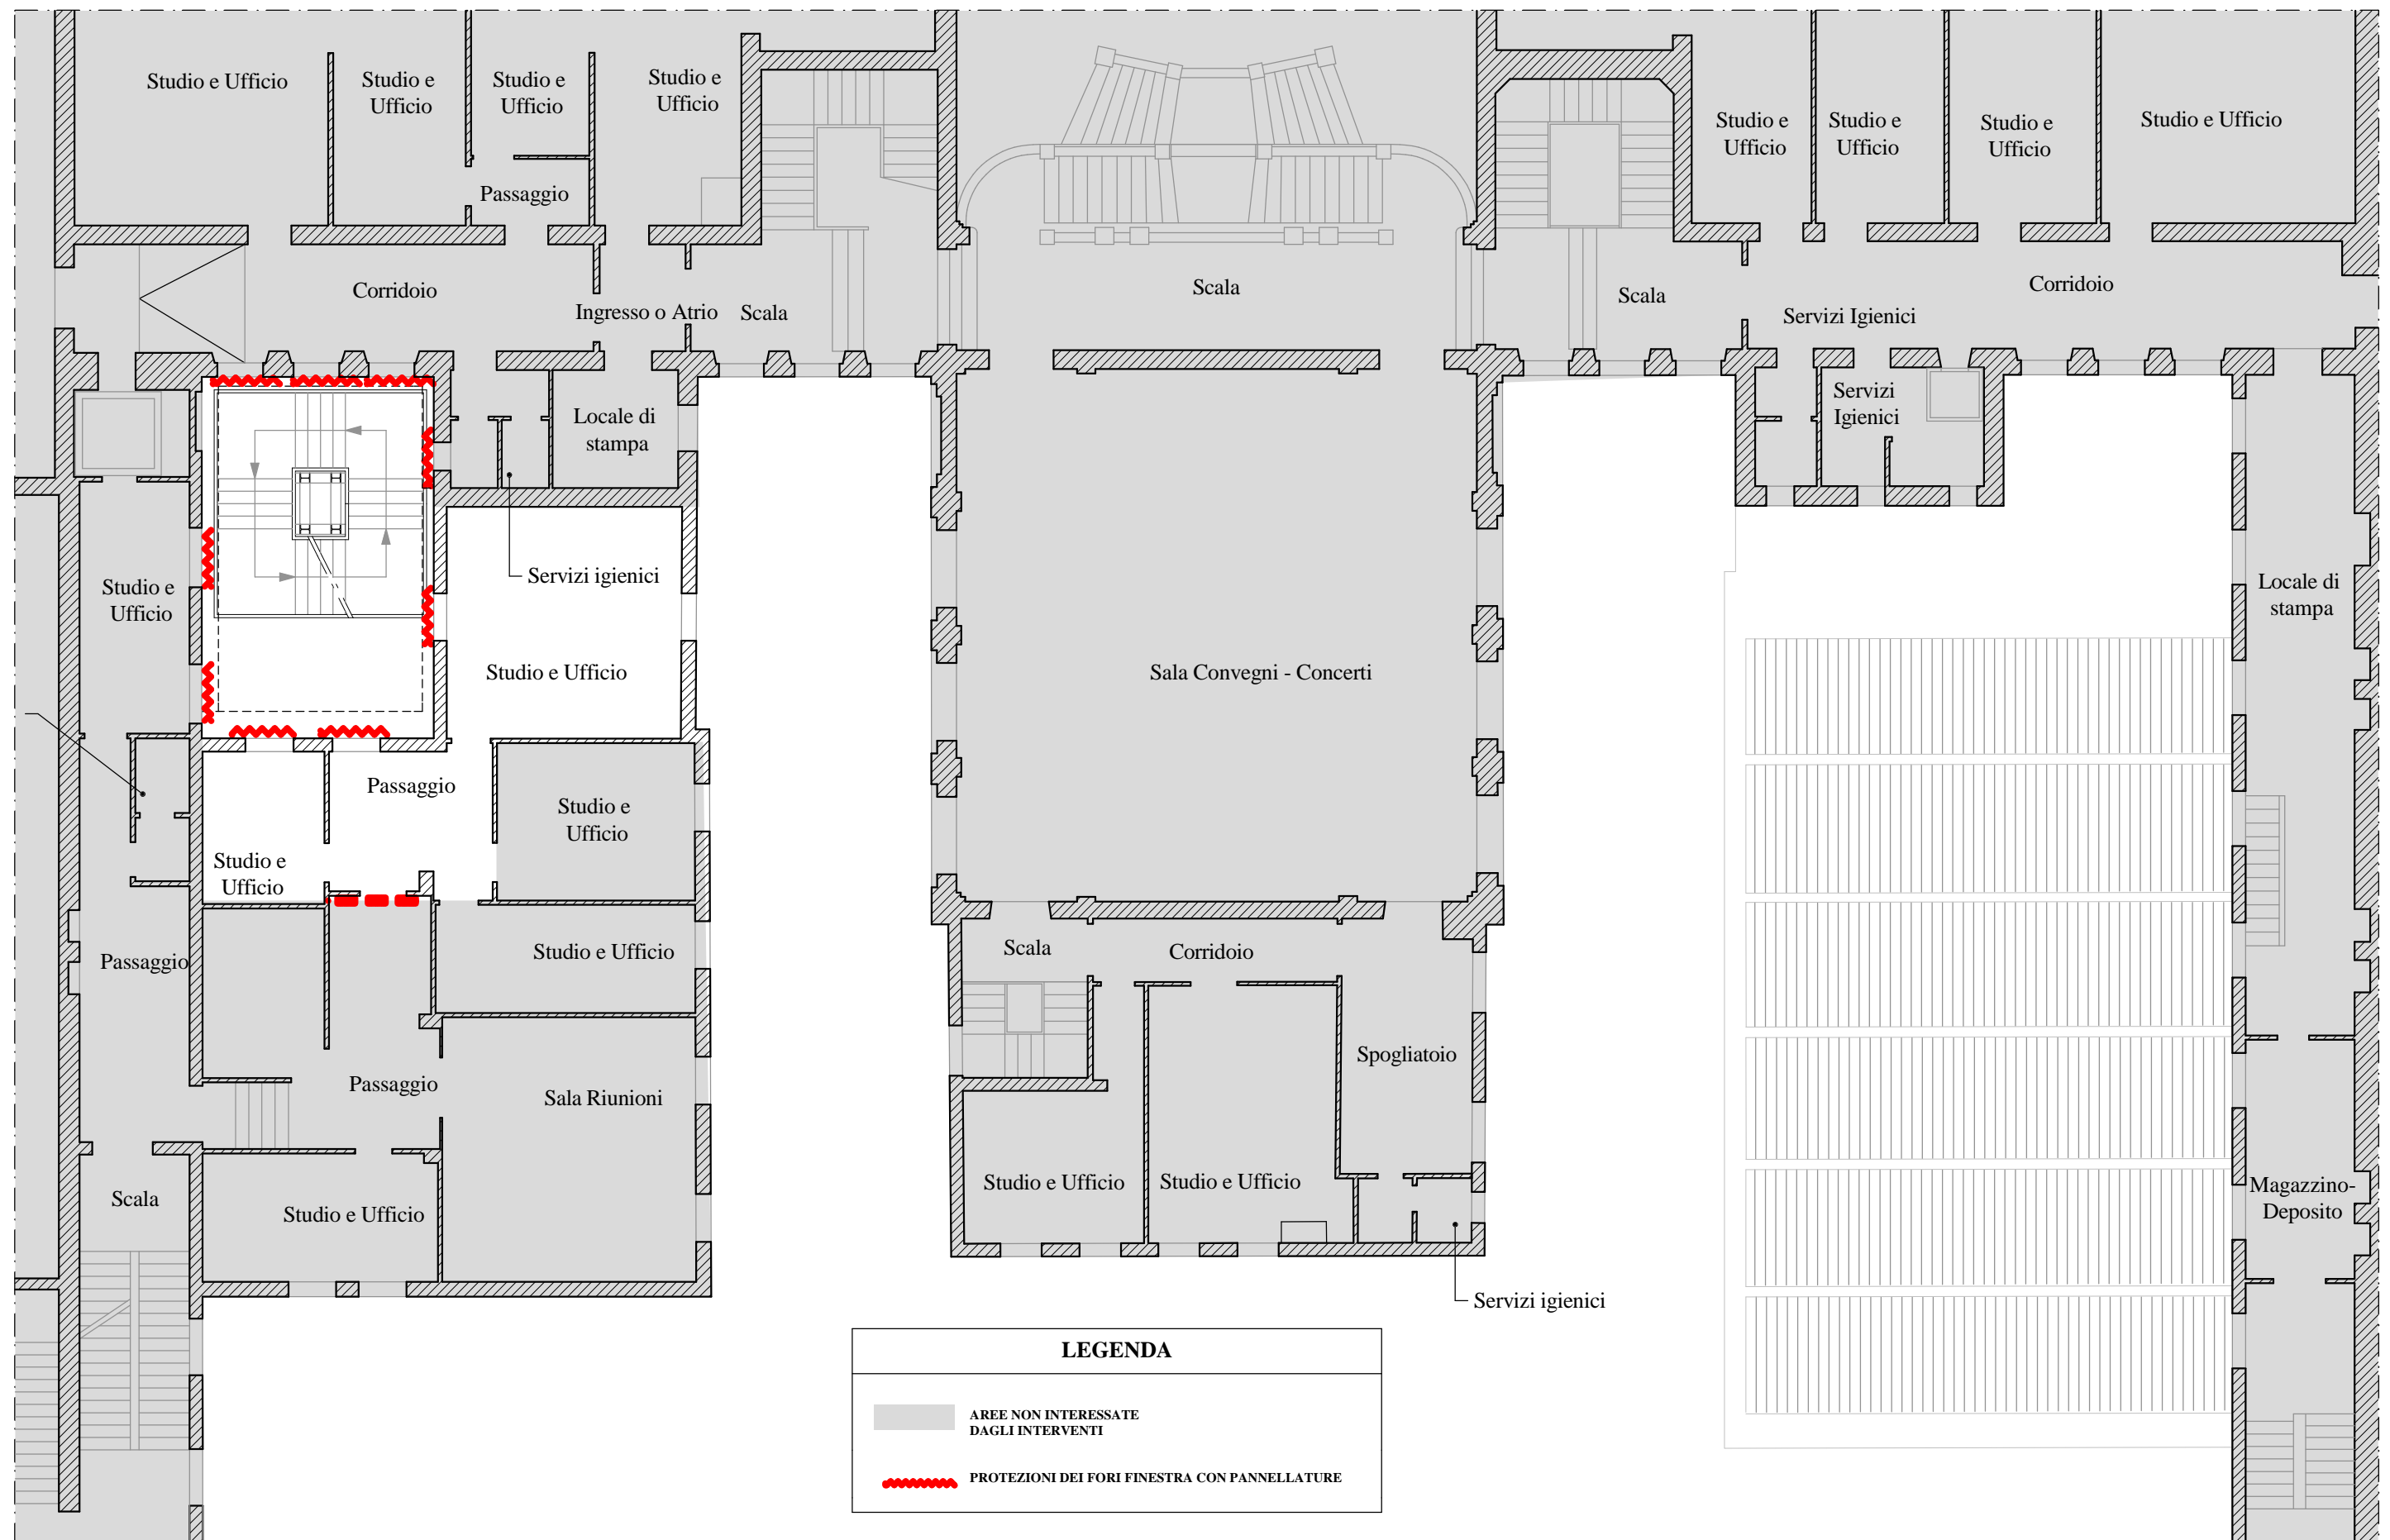 Studio e Ufficio
Studio e
Ufficio
Studio e
Ufficio
Studio e
Ufficio
Passaggio
Studio e
Ufficio
Studio e
Ufficio
Studio e
Ufficio
Studio e Ufficio
Corridoio
Ingresso o Atrio
Scala
Scala
Scala
Servizi Igienici
Corridoio
Locale di
stampa
Servizi
Igienici
Servizi igienici
Studio e
Ufficio
Studio e Ufficio
Sala Convegni - Concerti
Locale di
stampa
Passaggio
Studio e
Ufficio
Studio e
Ufficio
Passaggio
Studio e Ufficio
Scala
Corridoio
Spogliatoio
Passaggio
Sala Riunioni
Scala
Studio e Ufficio
Studio e Ufficio
Studio e Ufficio
Magazzino-
Deposito
Servizi igienici
LEGENDA
AREE NON INTERESSATE
DAGLI INTERVENTI
PROTEZIONI DEI FORI FINESTRA CON PANNELLATURE